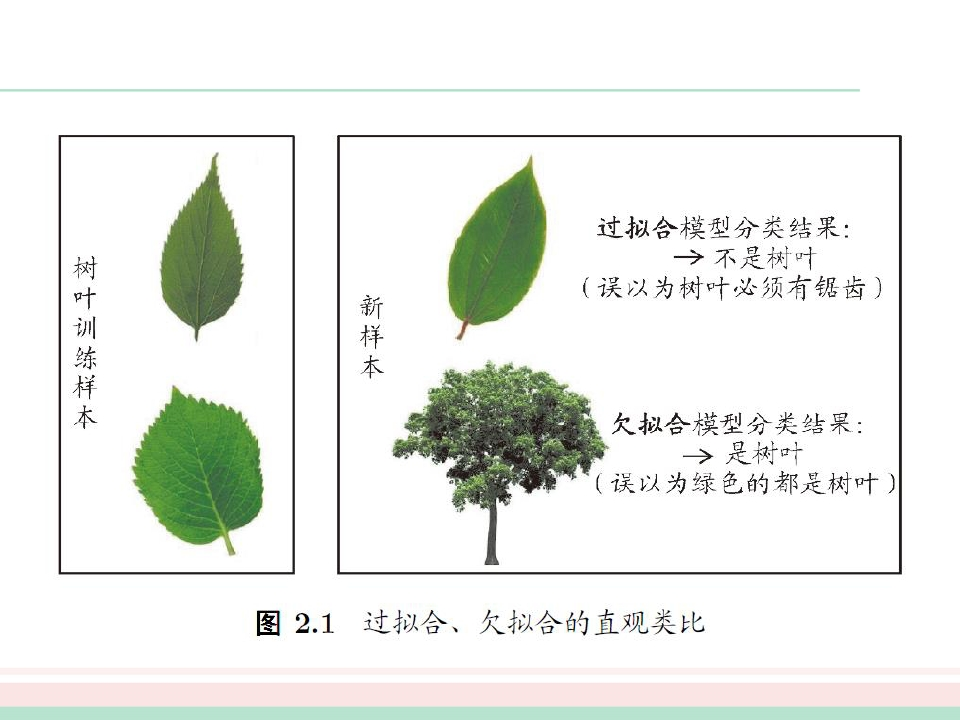 树叶训练样本
新样本
过拟合模型分类结果：
→ 不是树叶
（误以为树叶必须有锯齿）
欠拟合模型分类结果：
→ 是树叶
（误以为绿色的都是树叶）
图 2.1 过拟合、欠拟合的直观类比